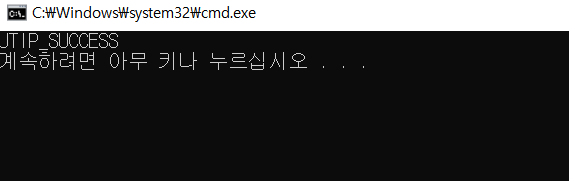 C:₩Windows₩system32₩cmd.exe
UTIP_SUCCESS
계속하려면 아무 키나 누르십시오 . . .